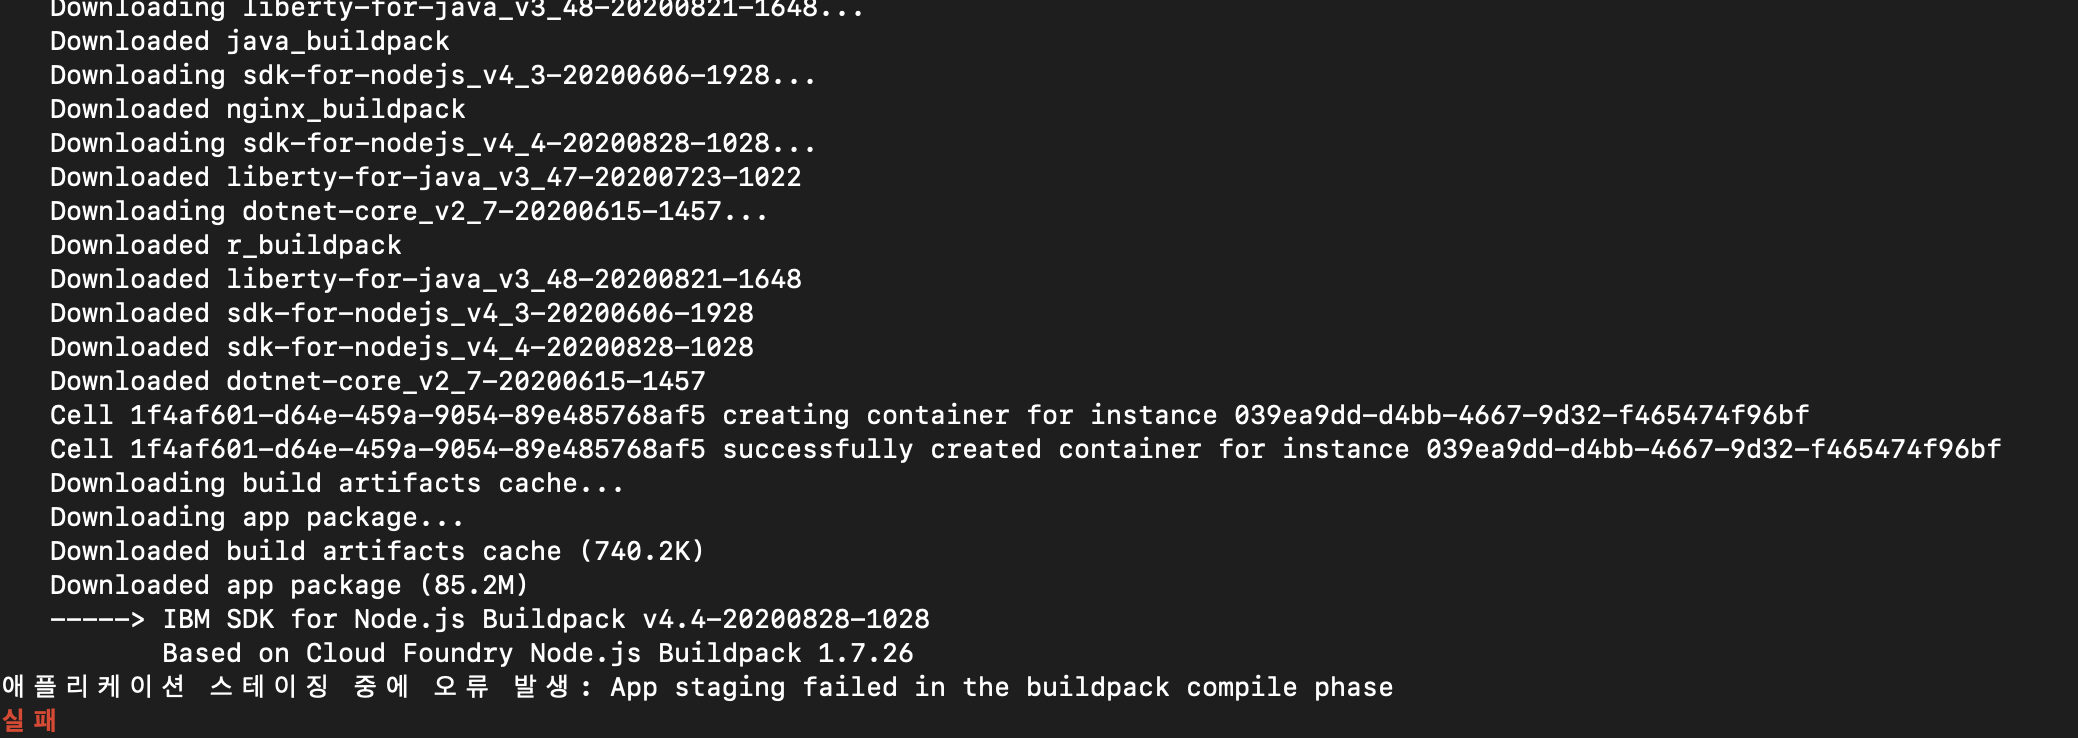 Downloading liberty-for-java_v3_48-20200821-1648...
Downloaded java_buildpack
Downloading sdk-for-nodejs_v4_3-20200606-1928...
Downloaded nginx_buildpack
Downloading sdk-for-nodejs_v4_4-20200828-1028...
Downloaded liberty-for-java_v3_47-20200723-1022
Downloading dotnet-core_v2_7-20200615-1457...
Downloaded r_buildpack
Downloaded liberty-for-java_v3_48-20200821-1648
Downloaded sdk-for-nodejs_v4_3-20200606-1928
Downloaded sdk-for-nodejs_v4_4-20200828-1028
Downloaded dotnet-core_v2_7-20200615-1457
Cell 1f4af601-d64e-459a-9054-89e485768af5 creating container for instance 039ea9dd-d4bb-4667-9d32-f465474f96bf
Cell 1f4af601-d64e-459a-9054-89e485768af5 successfully created container for instance 039ea9dd-d4bb-4667-9d32-f465474f96bf
Downloading build artifacts cache...
Downloading app package...
Downloaded build artifacts cache (740.2K)
Downloaded app package (85.2M)
-----> IBM SDK for Node.js Buildpack v4.4-20200828-1028
Based on Cloud Foundry Node.js Buildpack 1.7.26
애플리케이션 스테이징 중에 오류 발생: App staging failed in the buildpack compile phase
실패